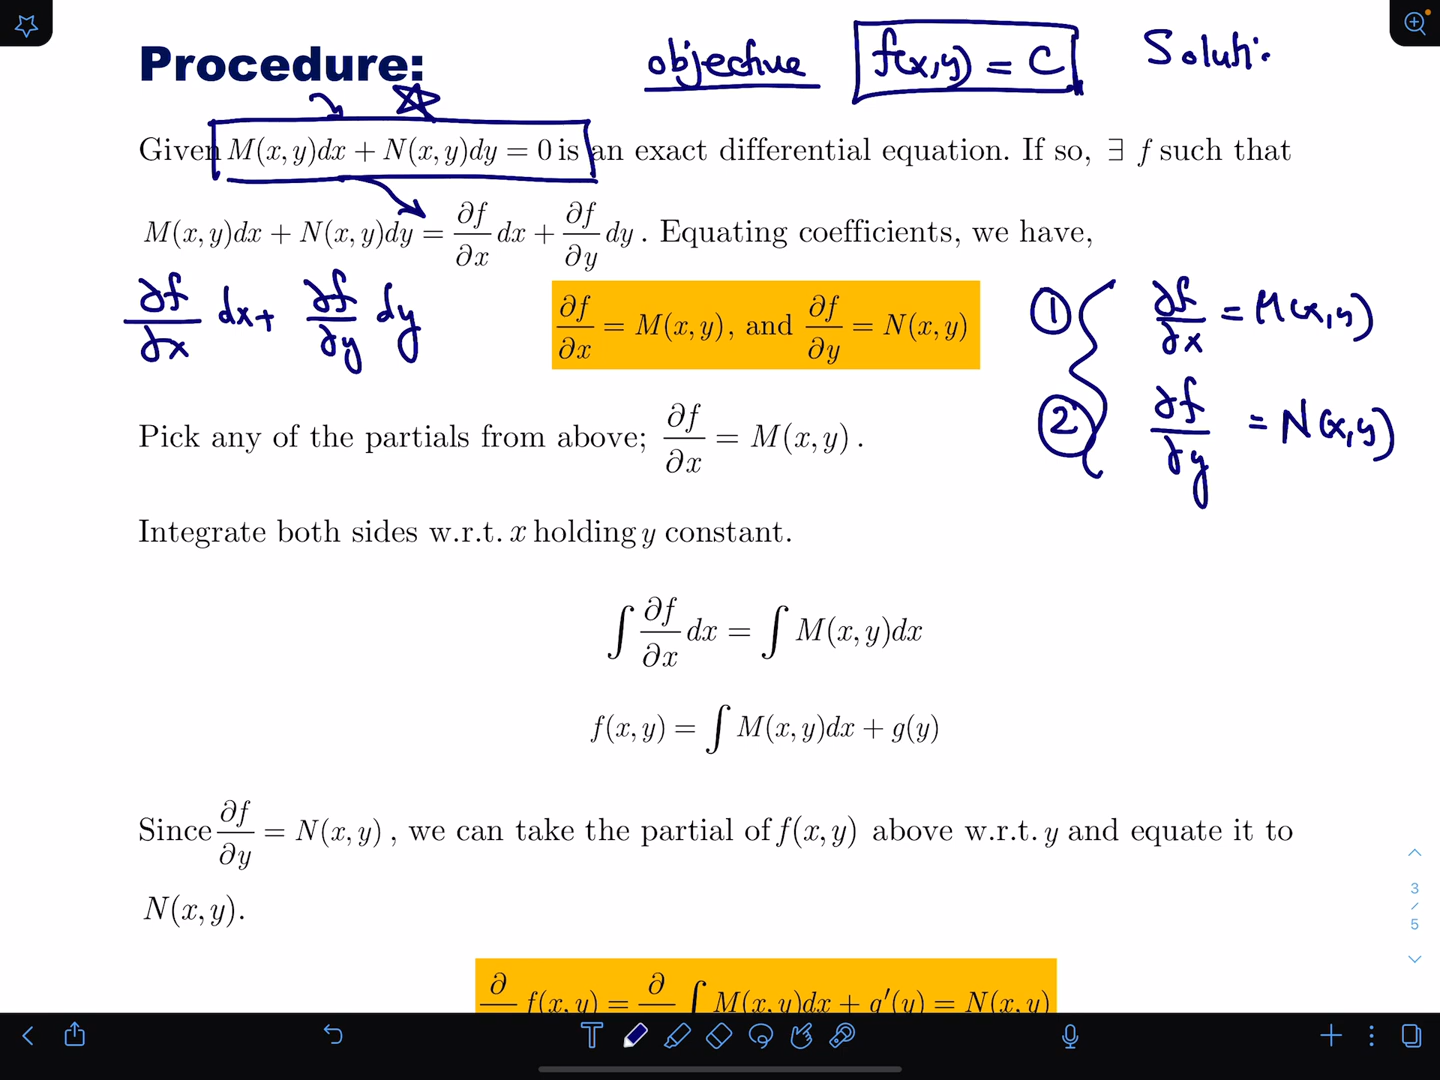 Procedure:
objective f(x,y) = C Soluti.
Given M(x, y)dx + N(x, y)dy = 0 is an exact differential equation. If so, ∃ f such that
M(x, y)dx + N(x, y)dy = ∂f/∂x dx + ∂f/∂y dy . Equating coefficients, we have,
∂f/∂x dx + ∂f/∂y dy
∂f/∂x = M(x, y), and ∂f/∂y = N(x, y)
① ∂f/∂x = M(x,y)
② ∂f/∂y = N(x,y)
Pick any of the partials from above; ∂f/∂x = M(x, y) .
Integrate both sides w.r.t. x holding y constant.
∫ ∂f/∂x dx = ∫ M(x, y)dx
f(x, y) = ∫ M(x, y)dx + g(y)
Since ∂f/∂y = N(x, y) , we can take the partial of f(x, y) above w.r.t. y and equate it to
N(x, y).
∂ f(x, y) = ∂ ∫ M(x, y)dx + g′(y) = N(x, y)
3
/
5
T